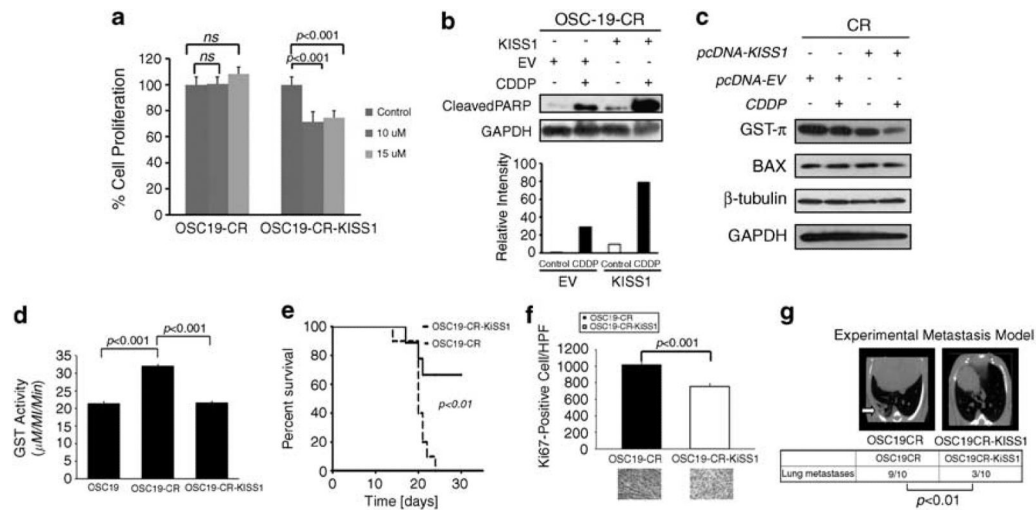 a
% Cell Proliferation
140
120
100
80
60
40
20
0
ns
ns
p<0.001
p<0.001
Control
10 uM
15 uM
OSC19-CR
OSC19-CR-KISS1
b
OSC-19-CR
KISS1 - - + +
EV + + - -
CDDP - + - +
CleavedPARP
GAPDH
Relative Intensity
100
80
60
40
20
0
Control CDDP Control CDDP
EV KISS1
c
CR
pcDNA-KISS1 - - + +
pcDNA-EV + + - -
CDDP - + - +
GST-π
BAX
β-tubulin
GAPDH
d
GST Activity
(μM/Ml/Min)
35
30
25
20
15
10
5
0
p<0.001
p<0.001
OSC19 OSC19-CR OSC19-CR-KISS1
e
Percent survival
100
80
60
40
20
0
OSC19-CR-KiSS1
OSC19-CR
p<0.01
0 10 20 30
Time [days]
f
OSC19-CR
OSC19-CR-KiSS1
Ki67-Positive Cell/HPF
1200
1000
800
600
400
200
0
p<0.001
OSC19-CR OSC19-CR-KISS1
g
Experimental Metastasis Model
OSC19CR OSC19CR-KISS1
OSC19CR OSC19CR-KiSS1
Lung metastases 9/10 3/10
p<0.01